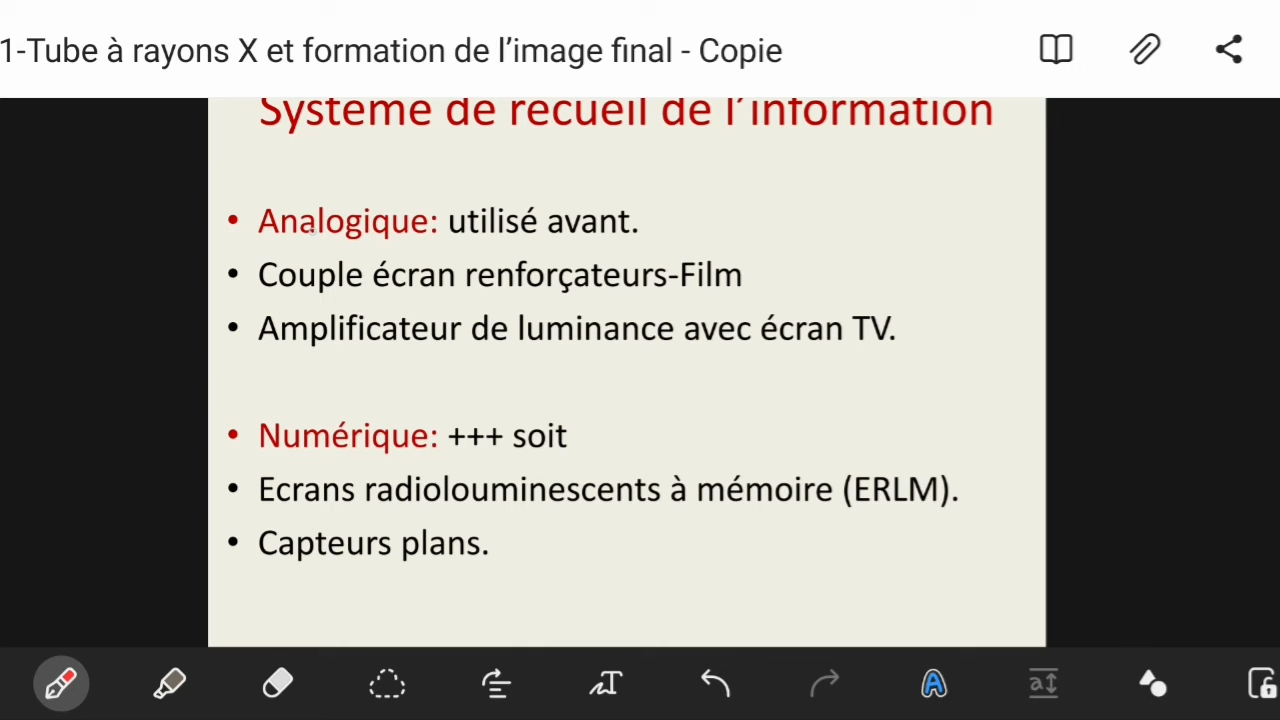 1-Tube à rayons X et formation de l’image final - Copie
Système de recueil de l’information
• Analogique: utilisé avant.
• Couple écran renforçateurs-Film
• Amplificateur de luminance avec écran TV.
• Numérique: +++ soit
• Ecrans radiolouminescents à mémoire (ERLM).
• Capteurs plans.